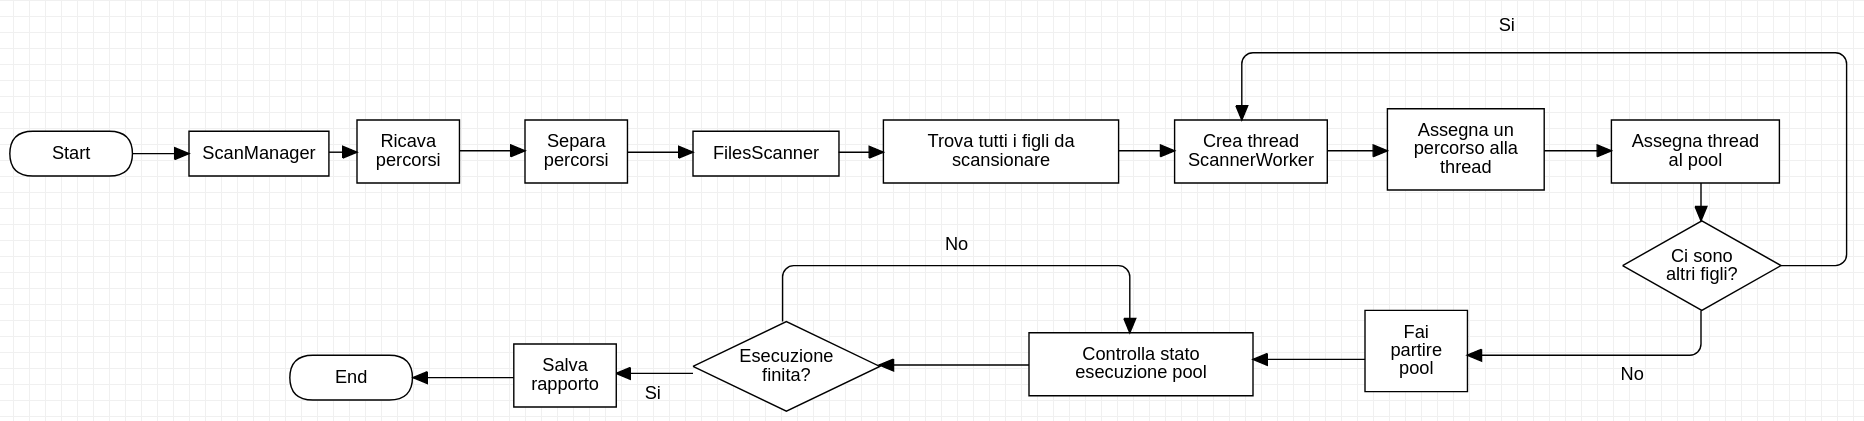 Si
Start
ScanManager
Ricava
percorsi
Separa
percorsi
FilesScanner
Trova tutti i figli da
scansionare
Crea thread
ScannerWorker
Assegna un
percorso alla
thread
Assegna thread
al pool
Ci sono
altri figli?
No
Fai
partire
pool
Controlla stato
esecuzione pool
No
Esecuzione
finita?
Si
Salva
rapporto
End